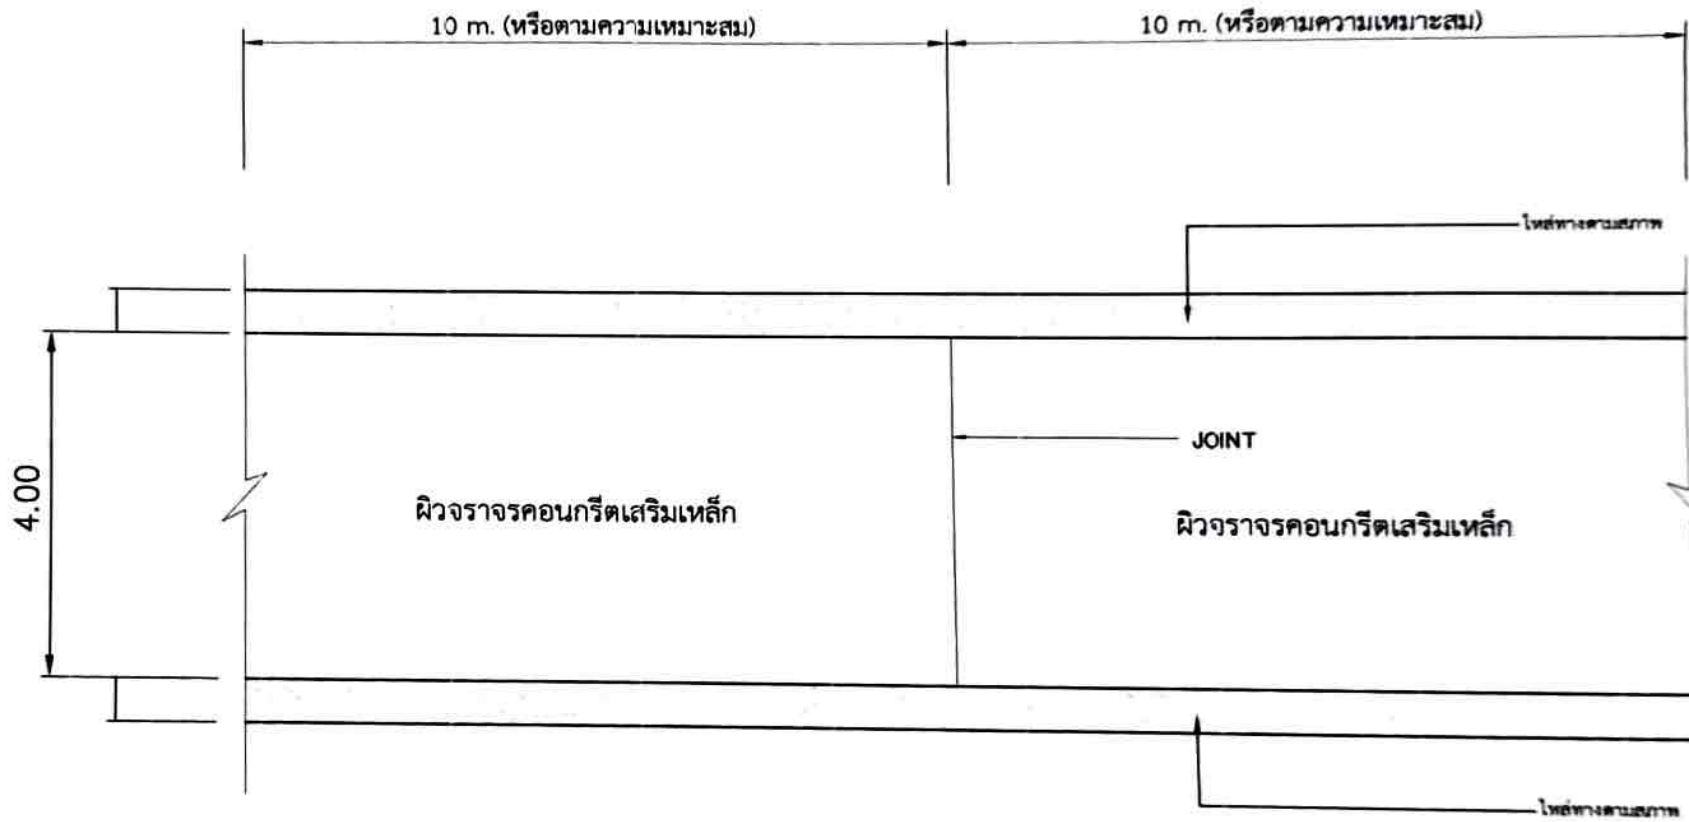 10 m. (หรือตามความเหมาะสม)
10 m. (หรือตามความเหมาะสม)
ไหล่ทางตามสภาพ
4.00
JOINT
ผิวจราจรคอนกรีตเสริมเหล็ก
ผิวจราจรคอนกรีตเสริมเหล็ก
ไหล่ทางตามสภาพ